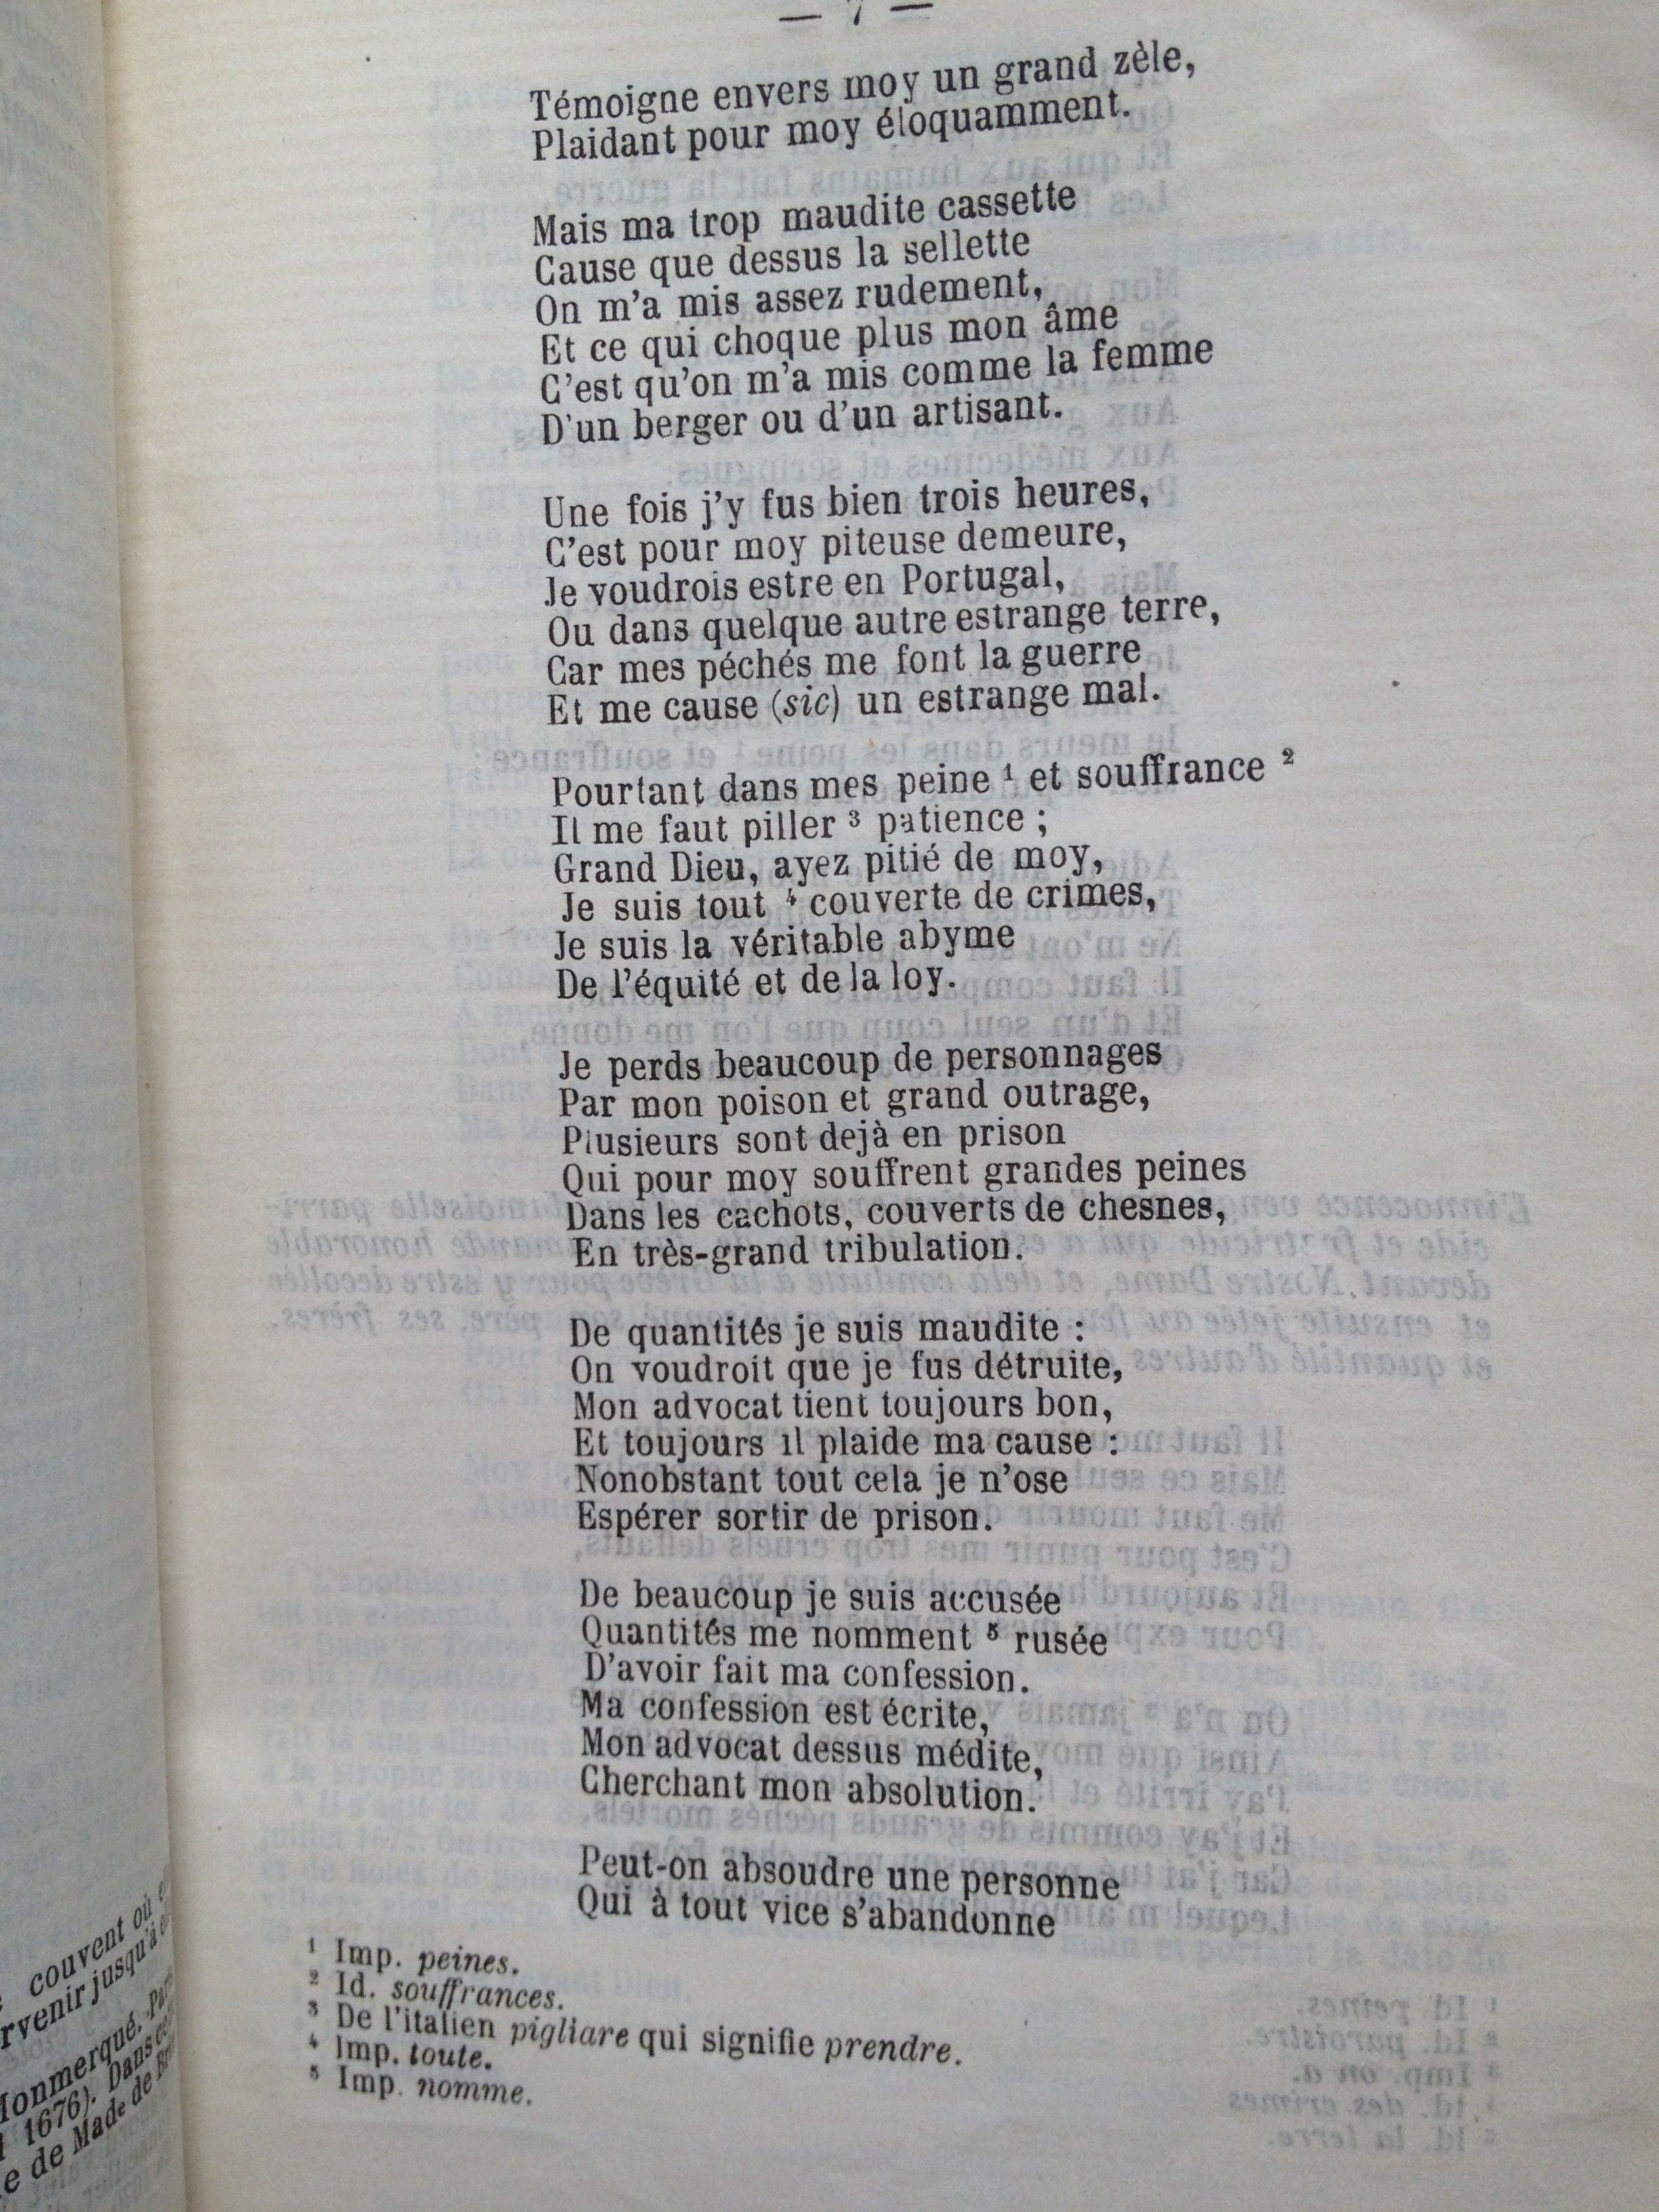 — 7 —
Témoigne envers moy un grand zèle,
Plaidant pour moy éloquamment.
Mais ma trop maudite cassette
Cause que dessus la sellette
On m'a mis assez rudement,
Et ce qui choque plus mon âme
C'est qu'on m'a mis comme la femme
D'un berger ou d'un artisant.
Une fois j'y fus bien trois heures,
C'est pour moy piteuse demeure,
Je voudrois estre en Portugal,
Ou dans quelque autre estrange terre,
Car mes péchés me font la guerre
Et me cause (sic) un estrange mal.
Pourtant dans mes peine ¹ et souffrance ²
Il me faut piller ³ patience ;
Grand Dieu, ayez pitié de moy,
Je suis tout ⁴ couverte de crimes,
Je suis la véritable abyme
De l'équité et de la loy.
Je perds beaucoup de personnages
Par mon poison et grand outrage,
Plusieurs sont dejà en prison
Qui pour moy souffrent grandes peines
Dans les cachots, couverts de chesnes,
En très-grand tribulation.
De quantités je suis maudite :
On voudroit que je fus détruite,
Mon advocat tient toujours bon,
Et toujours il plaide ma cause :
Nonobstant tout cela je n'ose
Espérer sortir de prison.
De beaucoup je suis accusée
Quantités me nomment ⁵ rusée
D'avoir fait ma confession.
Ma confession est écrite,
Mon advocat dessus médite,
Cherchant mon absolution.
Peut-on absoudre une personne
Qui à tout vice s'abandonne
¹ Imp. peines.
² Id. souffrances.
³ De l'italien pigliare qui signifie prendre.
⁴ Imp. toute.
⁵ Imp. nomme.
couvent où
jusqu'à
Monmerqué.
1676). Dans
de Made de